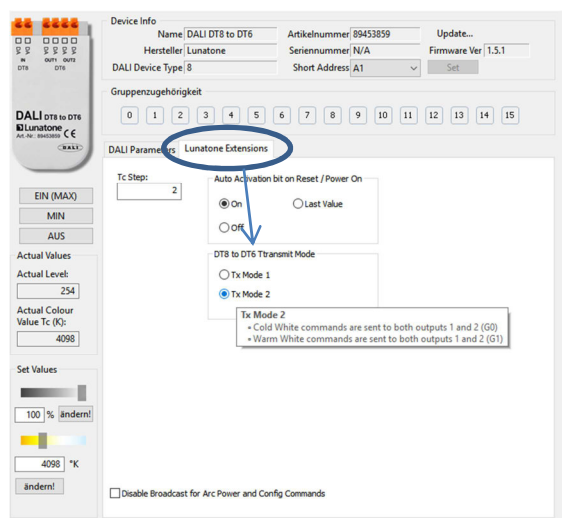 Device Info
Name DALI DT8 to DT6 Artikelnummer 89453859 Update...
Hersteller Lunatone Seriennummer N/A Firmware Ver 1.5.1
DALI Device Type 8 Short Address A1 Set
Gruppenzugehörigkeit
0 1 2 3 4 5 6 7 8 9 10 11 12 13 14 15
IN OUT1 OUT2
DT8 DT6
DALI DT8 to DT6
Lunatone
Art.-Nr.: 89453859 CE
DALI
DALI Parameters Lunatone Extensions
Tc Step:
2
Auto Activation bit on Reset / Power On
On Last Value
Off
DT8 to DT6 Ttransmit Mode
Tx Mode 1
Tx Mode 2
Tx Mode 2
• Cold White commands are sent to both outputs 1 and 2 (G0)
• Warm White commands are sent to both outputs 1 and 2 (G1)
Disable Broadcast for Arc Power and Config Commands
EIN (MAX)
MIN
AUS
Actual Values
Actual Level:
254
Actual Colour
Value Tc (K):
4098
Set Values
100 % ändern!
4098 °K
ändern!